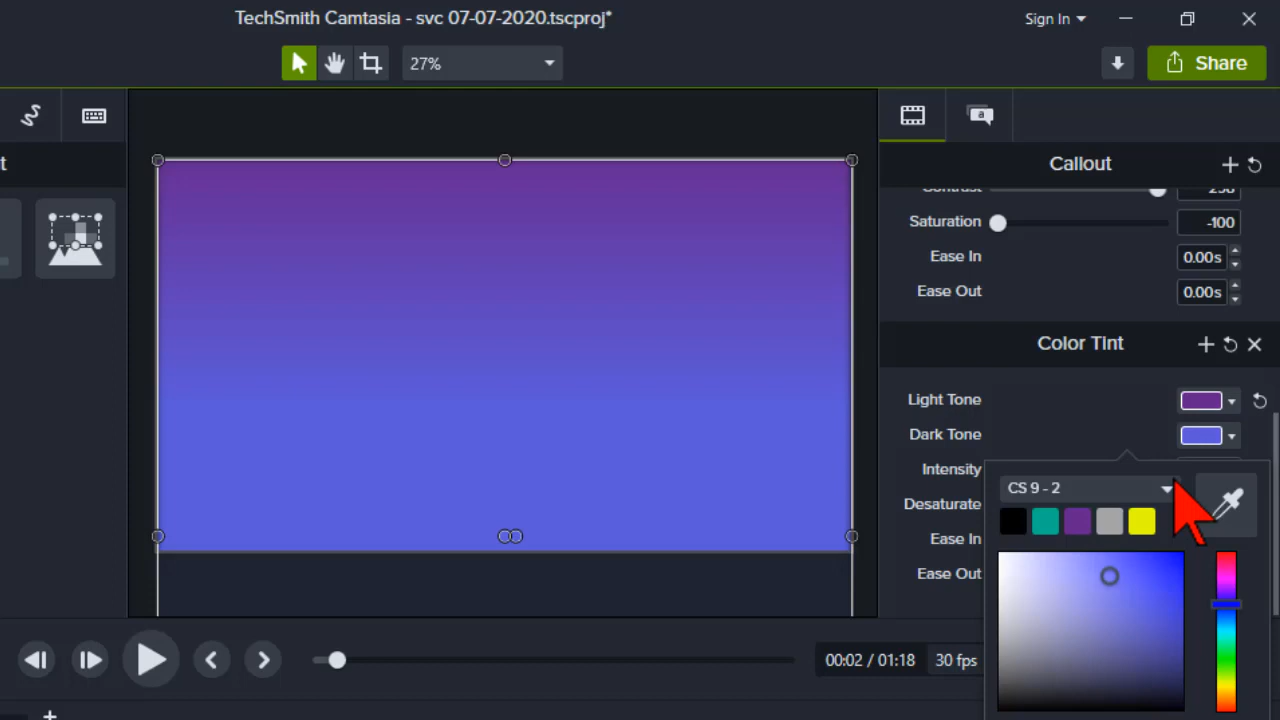 TechSmith Camtasia - svc 07-07-2020.tscproj*
Sign In
27%
Share
a
t
Callout
Contrast
Saturation -100
Ease In 0.00s
Ease Out 0.00s
Color Tint
Light Tone
Dark Tone
Intensity
CS 9 - 2
Desaturate
Ease In
Ease Out
00:02 / 01:18 30 fps